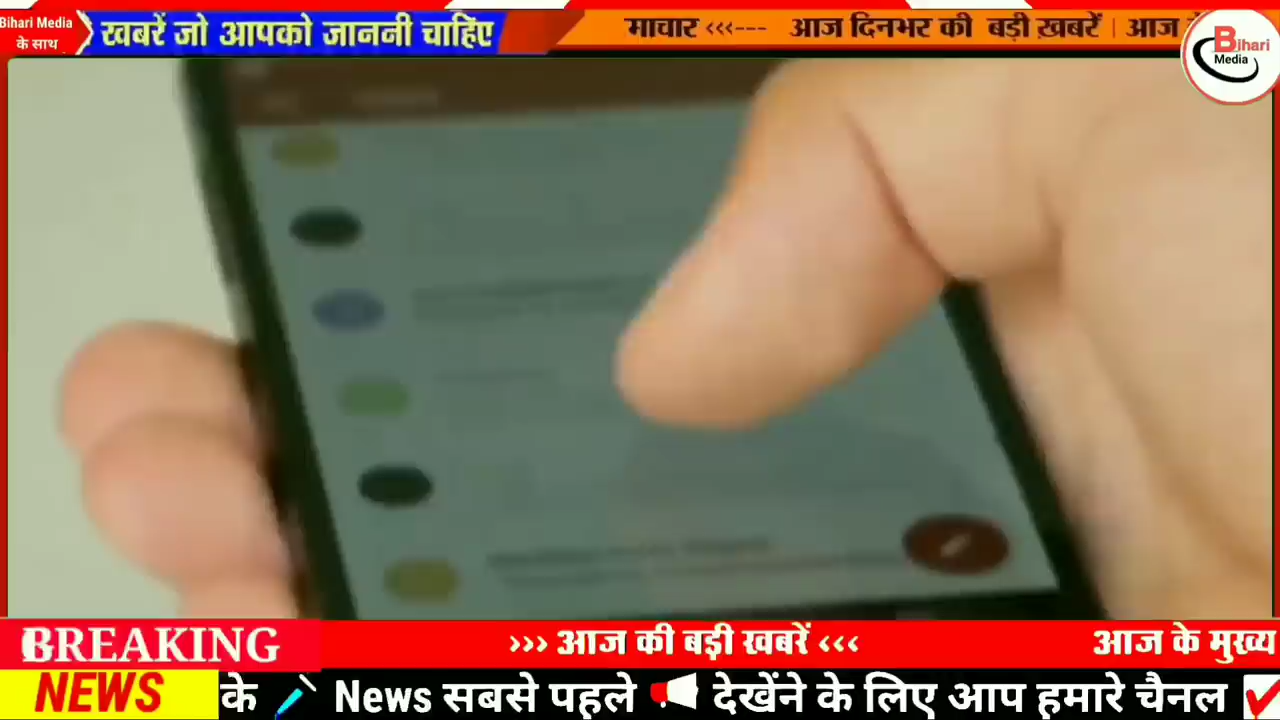 Bihari Media
के साथ
खबरें जो आपको जाननी चाहिए
माचार <<<--- आज दिनभर की बड़ी ख़बरें | आज
Bihari
Media
BREAKING
>>> आज की बड़ी खबरें <<<
आज के मुख्य
NEWS
के News सबसे पहले देखेंने के लिए आप हमारे चैनल